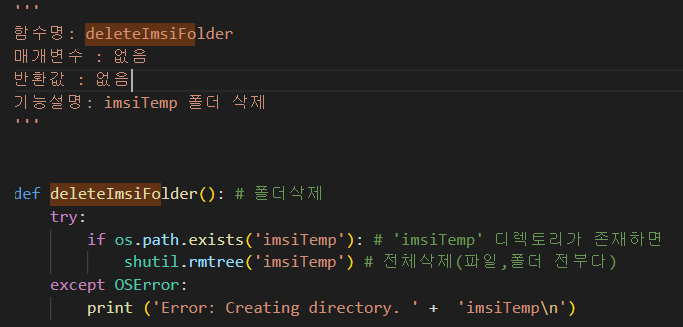 '''
함수명: deleteImsiFolder
매개변수 : 없음
반환값 : 없음
기능설명: imsiTemp 폴더 삭제
'''
def deleteImsiFolder(): # 폴더삭제
try:
if os.path.exists('imsiTemp'): # 'imsiTemp' 디렉토리가 존재하면
shutil.rmtree('imsiTemp') # 전체삭제(파일,폴더 전부다)
except OSError:
print ('Error: Creating directory. ' +  'imsiTemp\n')